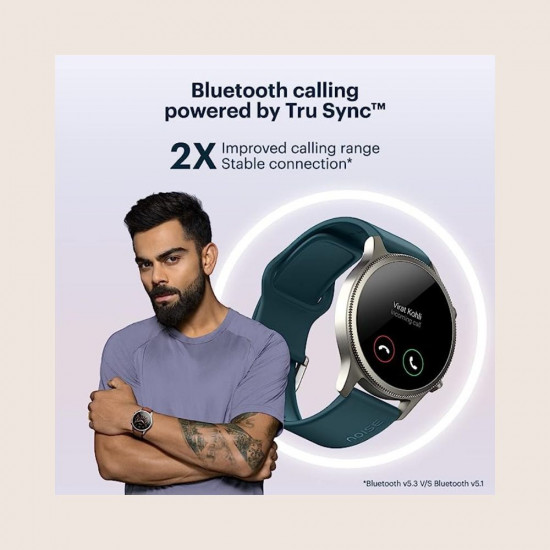 Bluetooth calling
powered by Tru Sync™
2X
Improved calling range
Stable connection*
Virat Kohli
Incoming call
NOISE
*Bluetooth v5.3 V/S Bluetooth v5.1